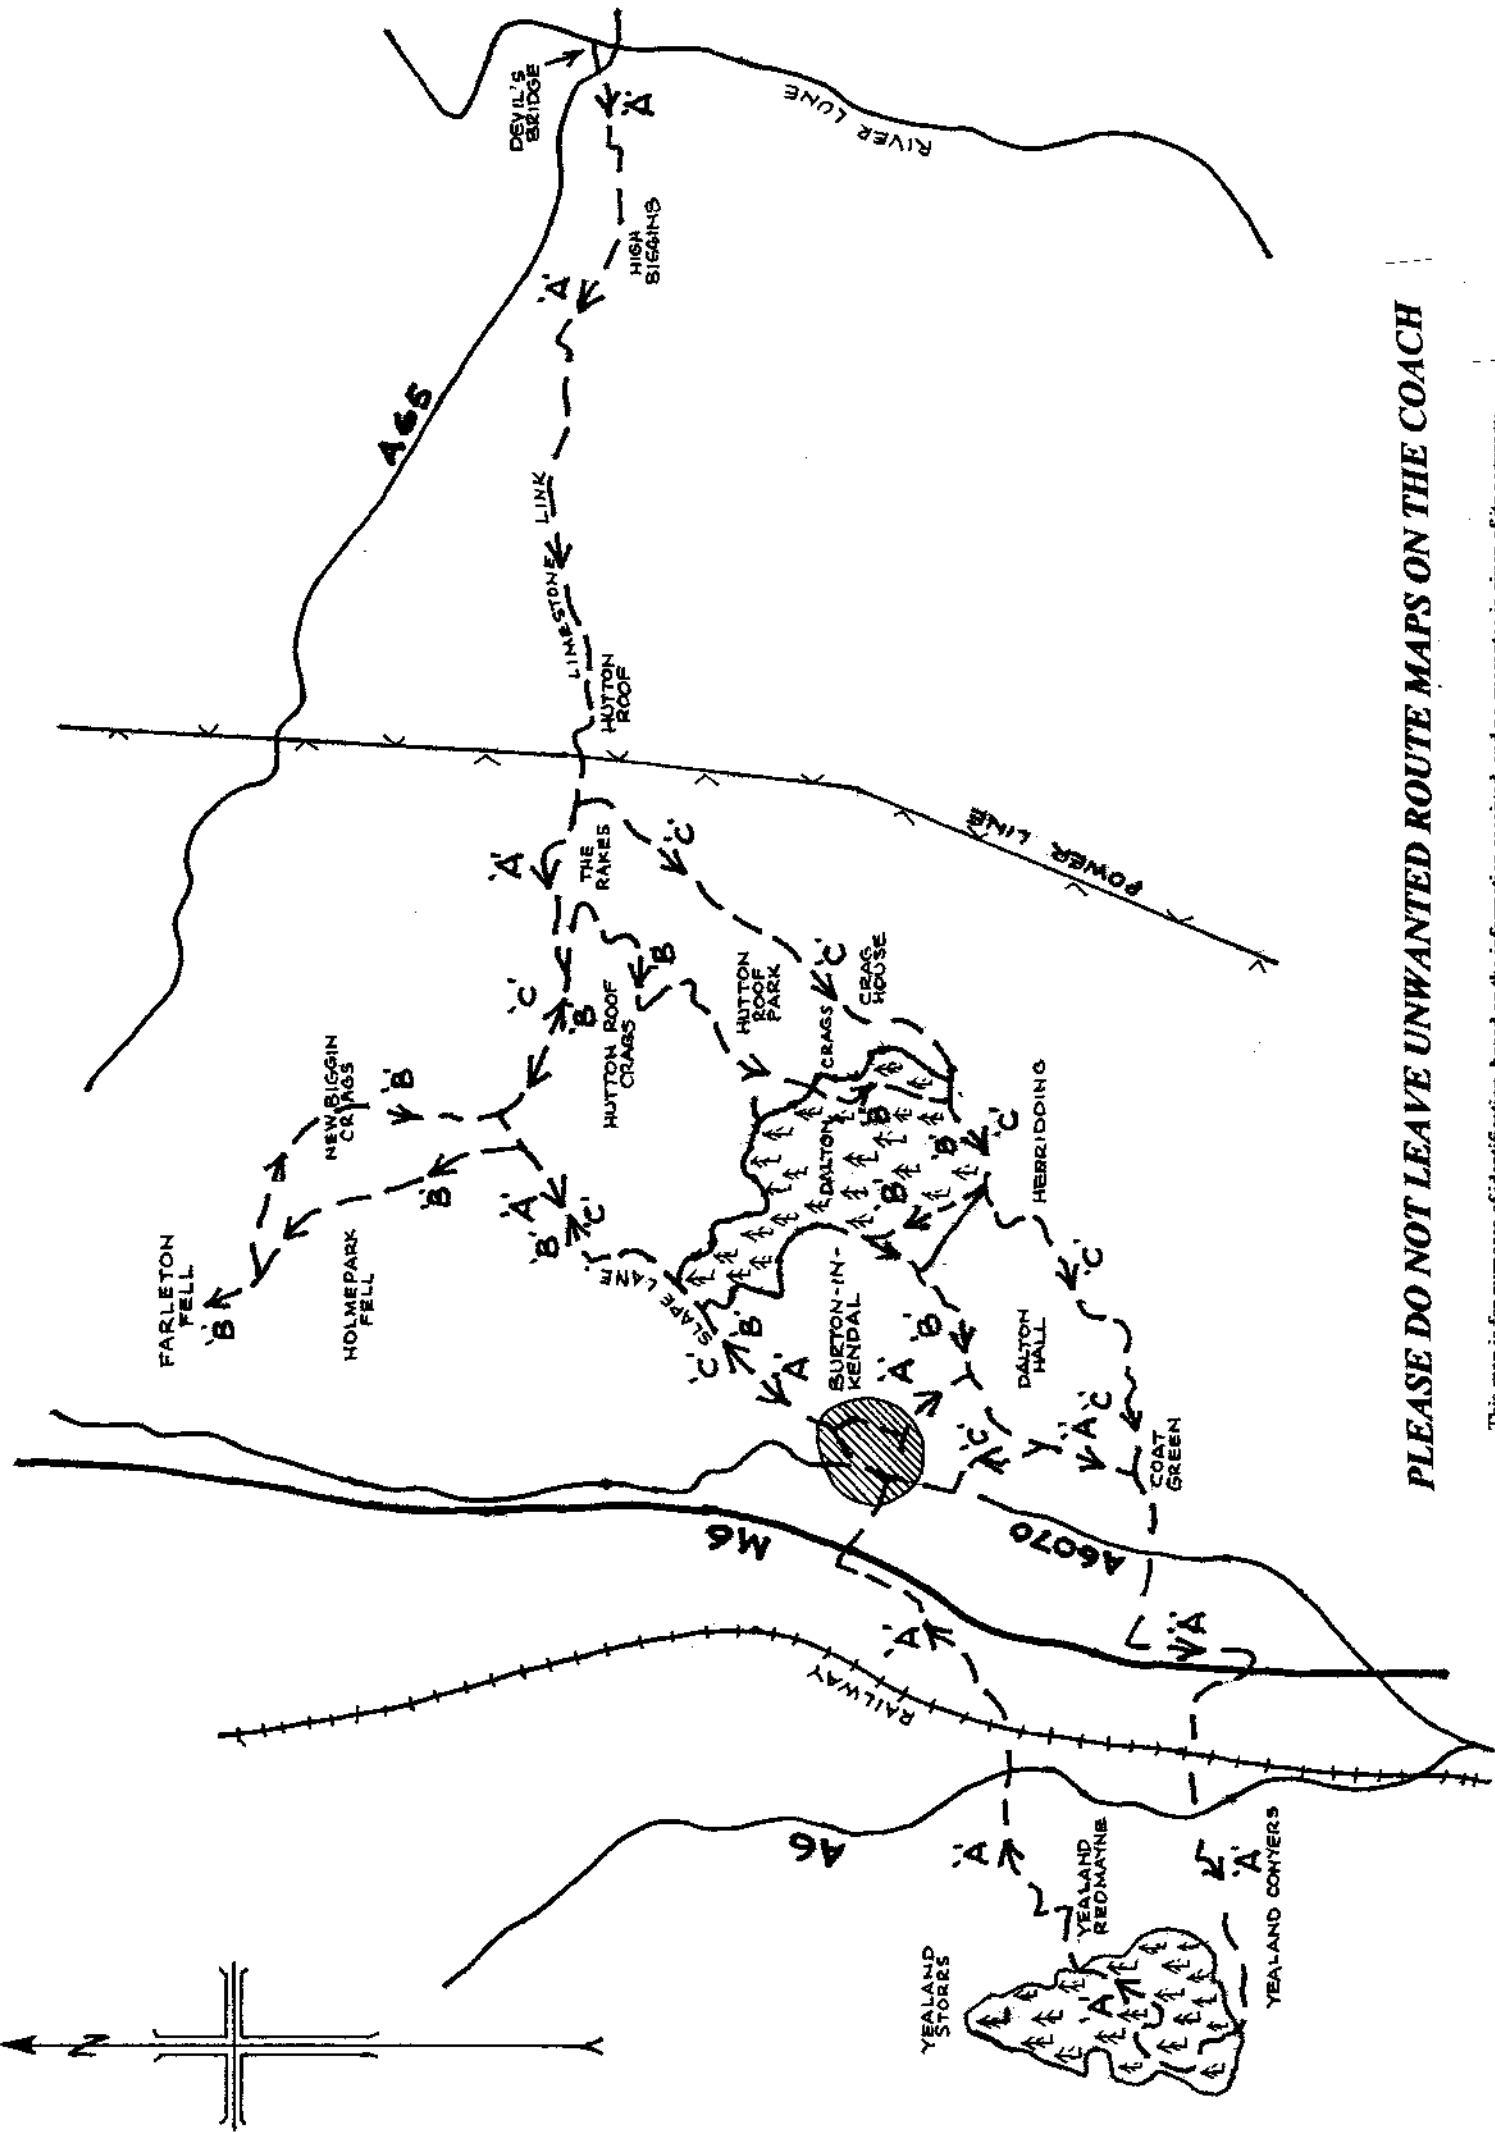 N
FARLETON
FELL
'B'
HOLMEPARK
FELL
'B'
NEWBIGGIN
CRAGS
'B'
A65
DEVIL'S
BRIDGE
'A'
HIGH
BIGGINS
'A'
RIVER LUNE
LIMESTONE LINK
HUTTON
ROOF
THE
RAKES
'A'
'C'
'B'
'C'
HUTTON ROOF
CRAGS
'B'
HUTTON
ROOF
PARK
'C'
CRAG
HOUSE
POWER LINE
'A'
'B'
'C'
SLAPE LANE
'C'
'B'
'A'
DALTON CRAGS
'B'
'B'
'B'
'C'
HERRIDDING
BURTON-IN-
KENDAL
'A'
'B'
DALTON
HALL
'C'
'C'
'A'
'C'
COAT
GREEN
M6
A6070
'A'
'A'
RAILWAY
A6
'A'
YEALAND
REDMAYNE
'A'
YEALAND CONYERS
YEALAND
STORRS
'A'
PLEASE DO NOT LEAVE UNWANTED ROUTE MAPS ON THE COACH